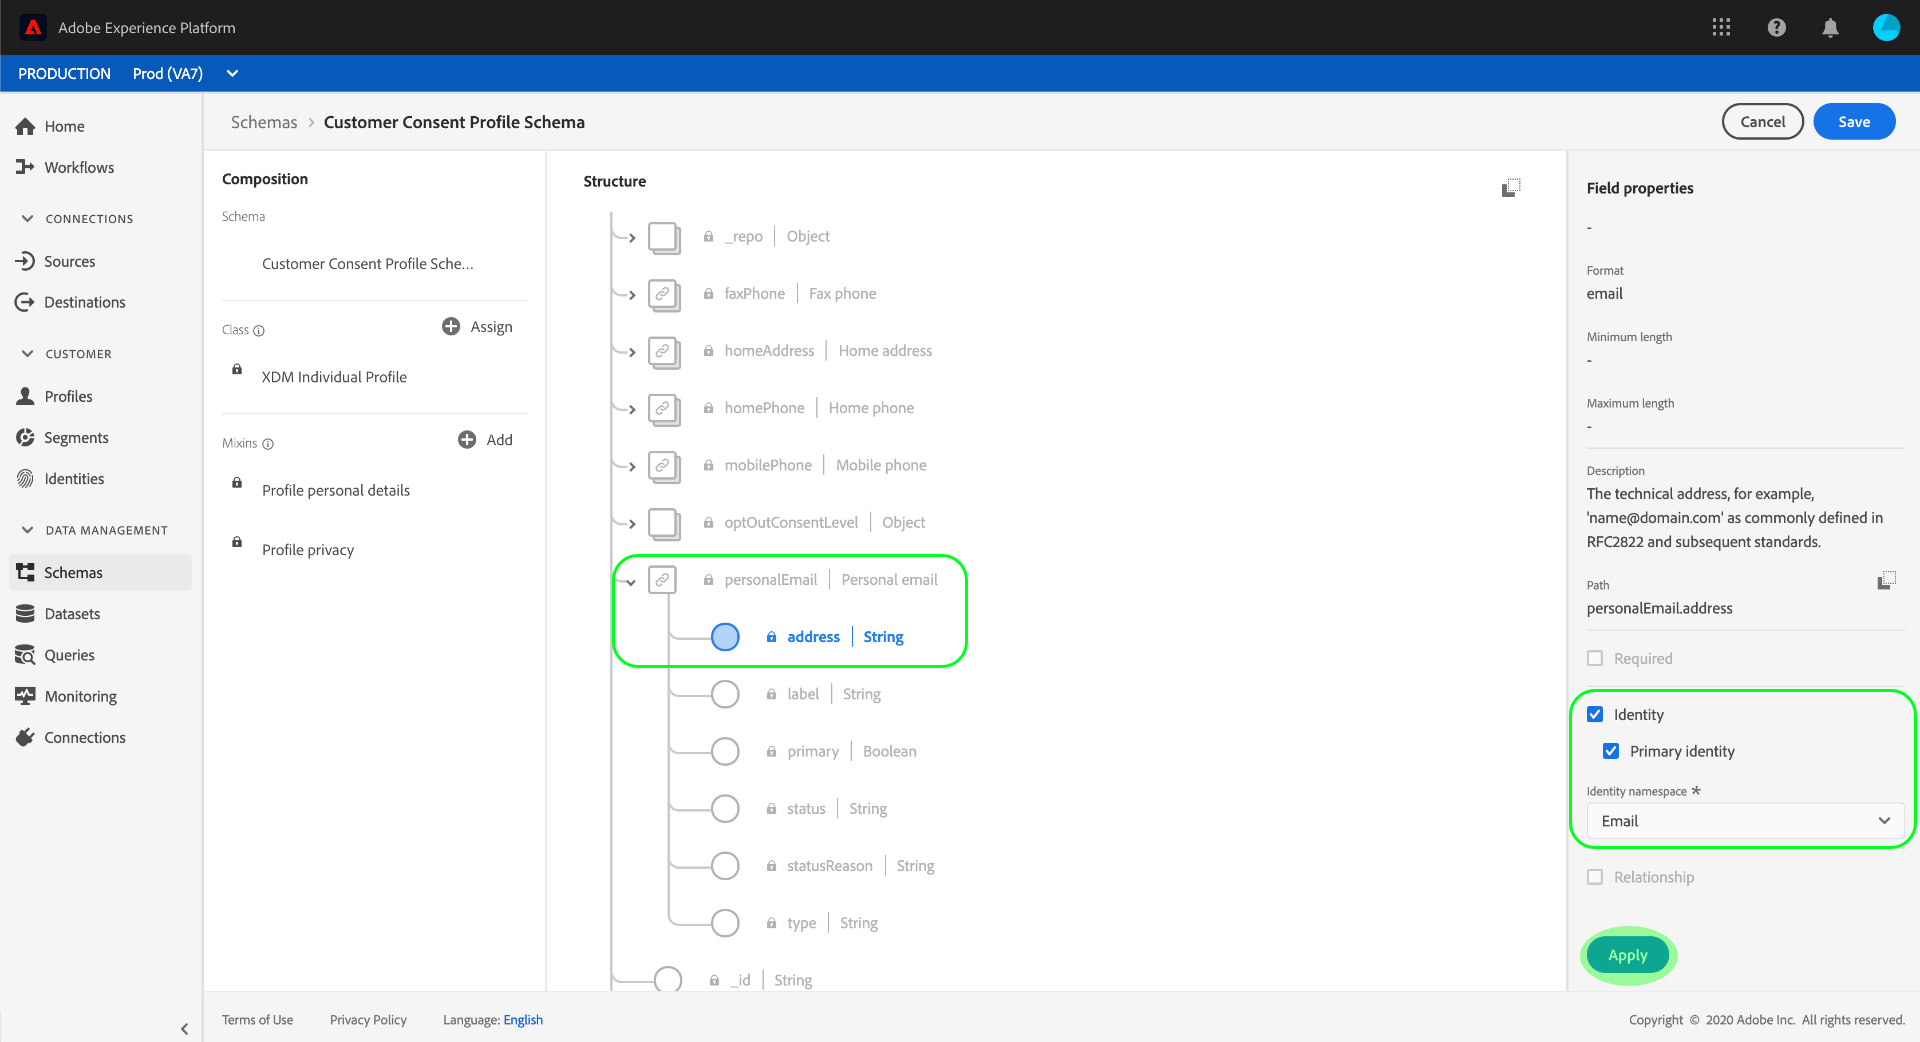 Adobe Experience Platform
PRODUCTION Prod (VA7)
Home
Workflows
CONNECTIONS
Sources
Destinations
CUSTOMER
Profiles
Segments
Identities
DATA MANAGEMENT
Schemas
Datasets
Queries
Monitoring
Connections
Schemas > Customer Consent Profile Schema
Cancel
Save
Composition
Schema
Customer Consent Profile Sche...
Class
Assign
XDM Individual Profile
Mixins
Add
Profile personal details
Profile privacy
Structure
_repo | Object
faxPhone | Fax phone
homeAddress | Home address
homePhone | Home phone
mobilePhone | Mobile phone
optOutConsentLevel | Object
personalEmail | Personal email
address | String
label | String
primary | Boolean
status | String
statusReason | String
type | String
_id | String
Field properties
-
Format
email
Minimum length
-
Maximum length
-
Description
The technical address, for example,
'name@domain.com' as commonly defined in
RFC2822 and subsequent standards.
Path
personalEmail.address
Required
Identity
Primary identity
Identity namespace *
Email
Relationship
Apply
Terms of Use
Privacy Policy
Language: English
Copyright © 2020 Adobe Inc. All rights reserved.